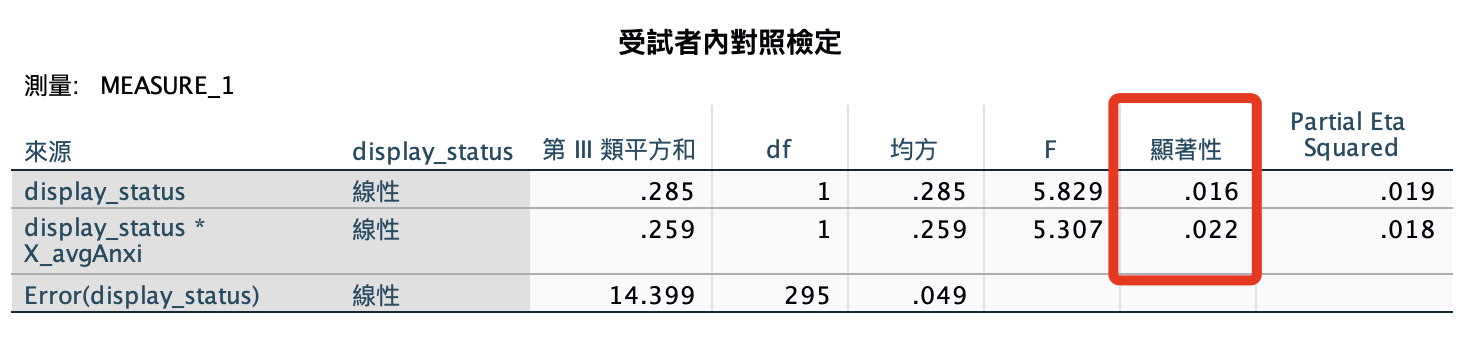 受試者內對照檢定
測量: MEASURE_1
來源 display_status 第 III 類平方和 df 均方 F 顯著性 Partial Eta Squared
display_status 線性 .285 1 .285 5.829 .016 .019
display_status * X_avgAnxi 線性 .259 1 .259 5.307 .022 .018
Error(display_status) 線性 14.399 295 .049